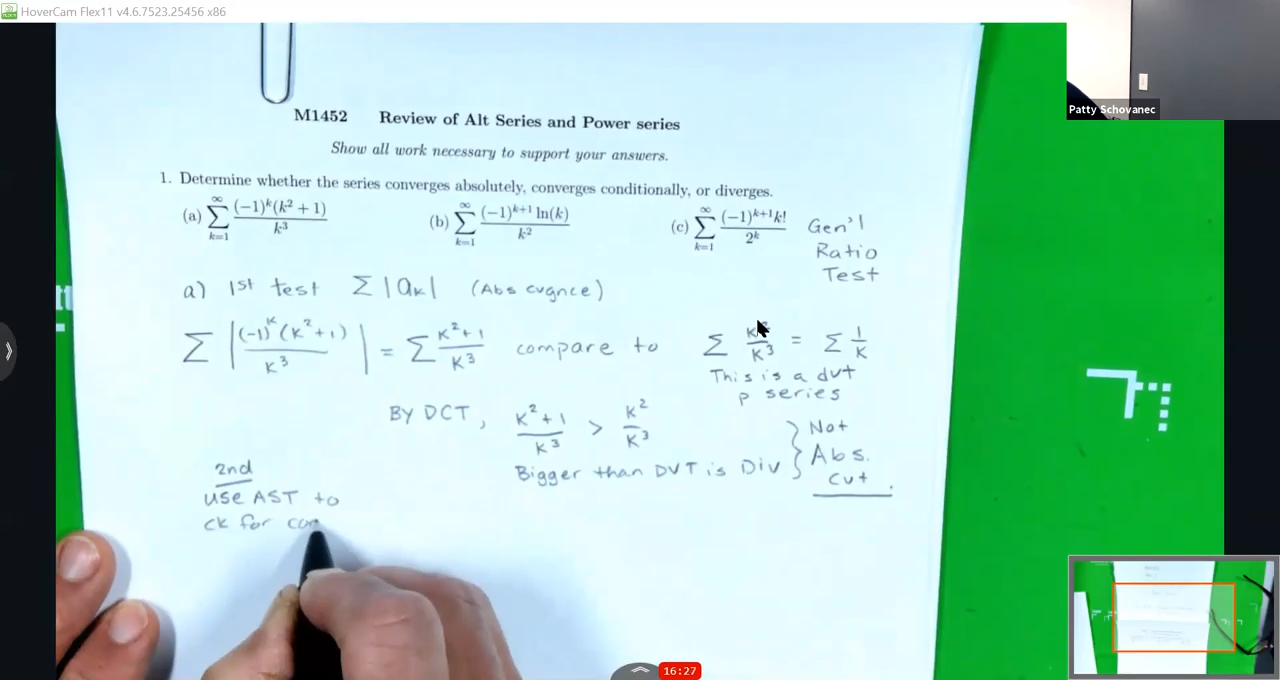 HoverCam Flex11 v4.6.7523.25456 x86
Patty Schovanec
M1452 Review of Alt Series and Power series
Show all work necessary to support your answers.
1. Determine whether the series converges absolutely, converges conditionally, or diverges.
(a) ∞ ∑ k=1 (-1)^k(k² + 1) / k³ (b) ∞ ∑ k=1 (-1)^{k+1} ln(k) / k² (c) ∞ ∑ k=1 (-1)^{k+1}k! / 2^k
Gen'l
Ratio
Test
a) 1st test Σ |a_k| (Abs cvgnce)
Σ | (-1)^k (k²+1) / k³ | = Σ k²+1 / k³ compare to Σ k² / k³ = Σ 1 / k
This is a dvt
p series
By DCT, k²+1 / k³ > k² / k³
Bigger than DVT is Div } Not
Abs.
cvt.
2nd
use AST to
ck for con
16:27